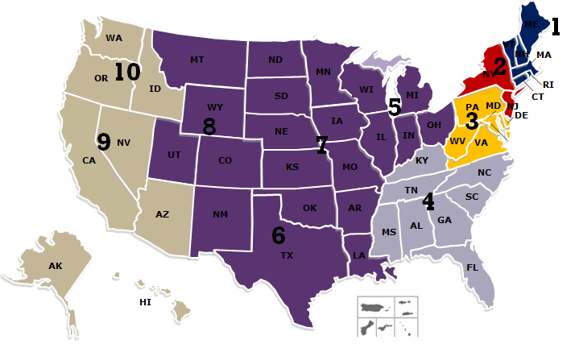 ME
1
WA
VT
NH
MA
MT
ND
OR
10
ID
MN
2
NY
RI
WI
MI
CT
SD
WY
PA
MD
NJ
5
DE
3
8
IA
9
NE
7
OH
NV
IL
IN
WV
VA
UT
CO
CA
KS
MO
KY
NC
TN
OK
AR
4
SC
AZ
NM
6
MS
AL
GA
TX
LA
AK
FL
HI